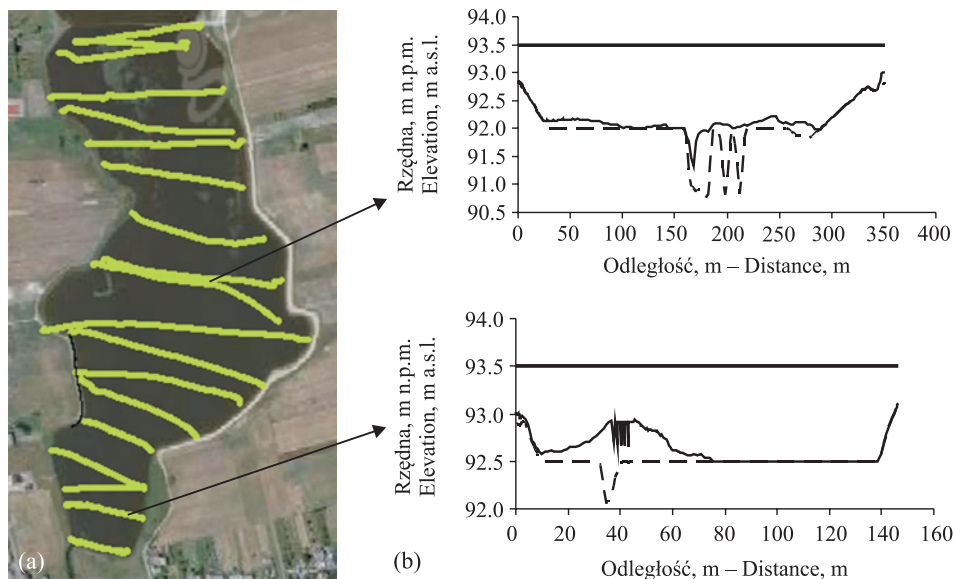 94.0
93.5
93.0
92.5
92.0
91.5
91.0
90.5
Rzędna, m n.p.m.
Elevation, m a.s.l.
0 50 100 150 200 250 300 350 400
Odległość, m – Distance, m
94.0
93.5
93.0
92.5
92.0
Rzędna, m n.p.m.
Elevation, m a.s.l.
0 20 40 60 80 100 120 140 160
Odległość, m – Distance, m
(a)
(b)